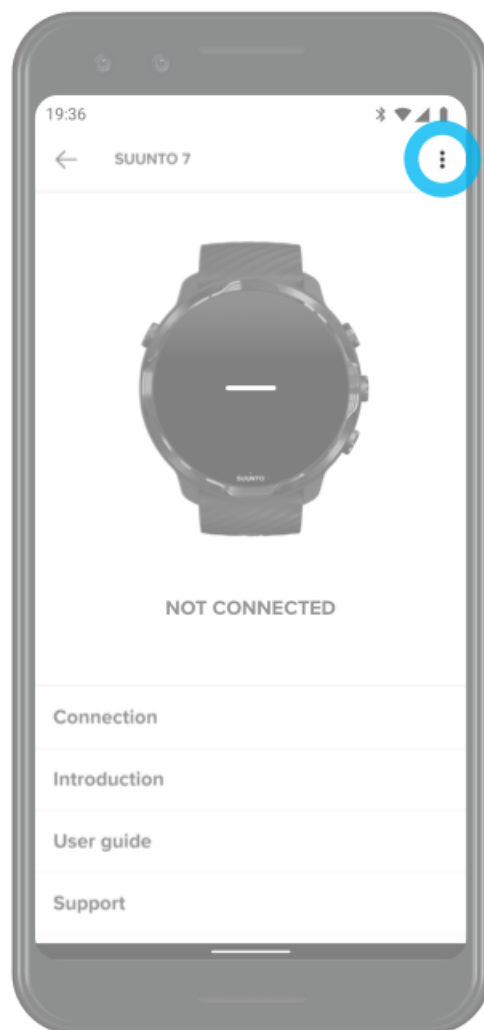 19:36
SUUNTO 7
SUUNTO
NOT CONNECTED
Connection
Introduction
User guide
Support